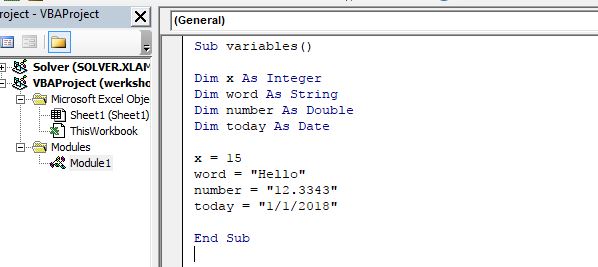 roject - VBAProject
(General)
Solver (SOLVER.XLAM
VBAProject (werksho
Microsoft Excel Obje
Sheet1 (Sheet1)
ThisWorkbook
Modules
Module1
Sub variables()
Dim x As Integer
Dim word As String
Dim number As Double
Dim today As Date
x = 15
word = "Hello"
number = "12.3343"
today = "1/1/2018"
End Sub